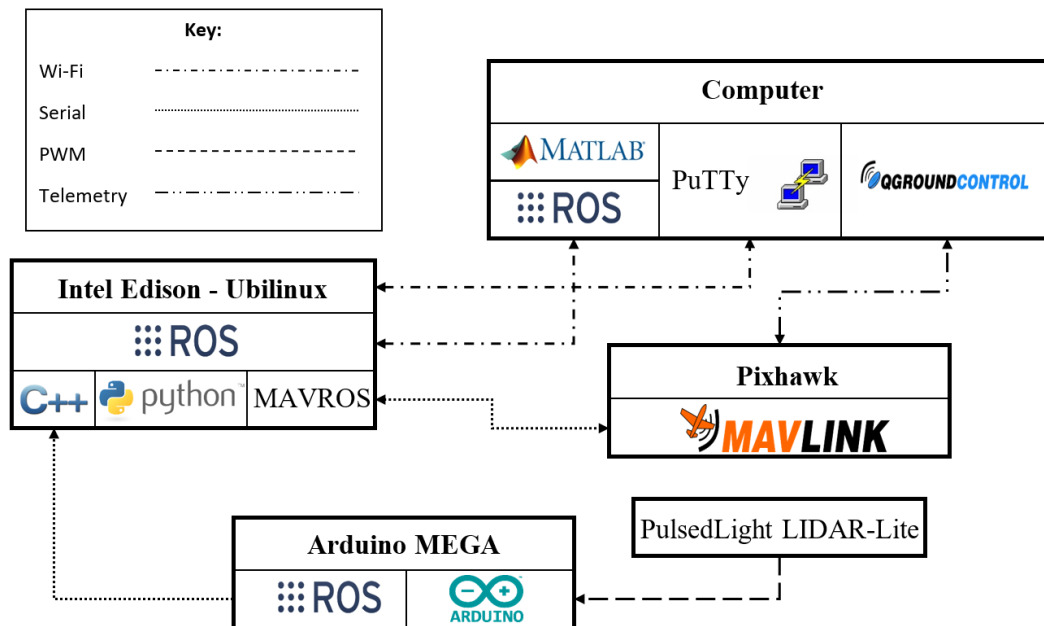 Key:
Wi-Fi
Serial
PWM
Telemetry
Computer
MATLAB
ROS
PuTTy
QGROUNDCONTROL
Intel Edison - Ubilinux
ROS
C++
python™
MAVROS
Pixhawk
MAVLINK
PulsedLight LIDAR-Lite
Arduino MEGA
ROS
ARDUINO